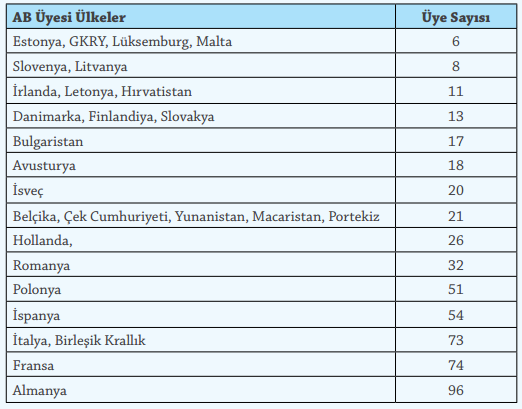 AB Üyesi Ülkeler Üye Sayısı
Estonya, GKRY, Lüksemburg, Malta 6
Slovenya, Litvanya 8
İrlanda, Letonya, Hırvatistan 11
Danimarka, Finlandiya, Slovakya 13
Bulgaristan 17
Avusturya 18
İsveç 20
Belçika, Çek Cumhuriyeti, Yunanistan, Macaristan, Portekiz 21
Hollanda, 26
Romanya 32
Polonya 51
İspanya 54
İtalya, Birleşik Krallık 73
Fransa 74
Almanya 96